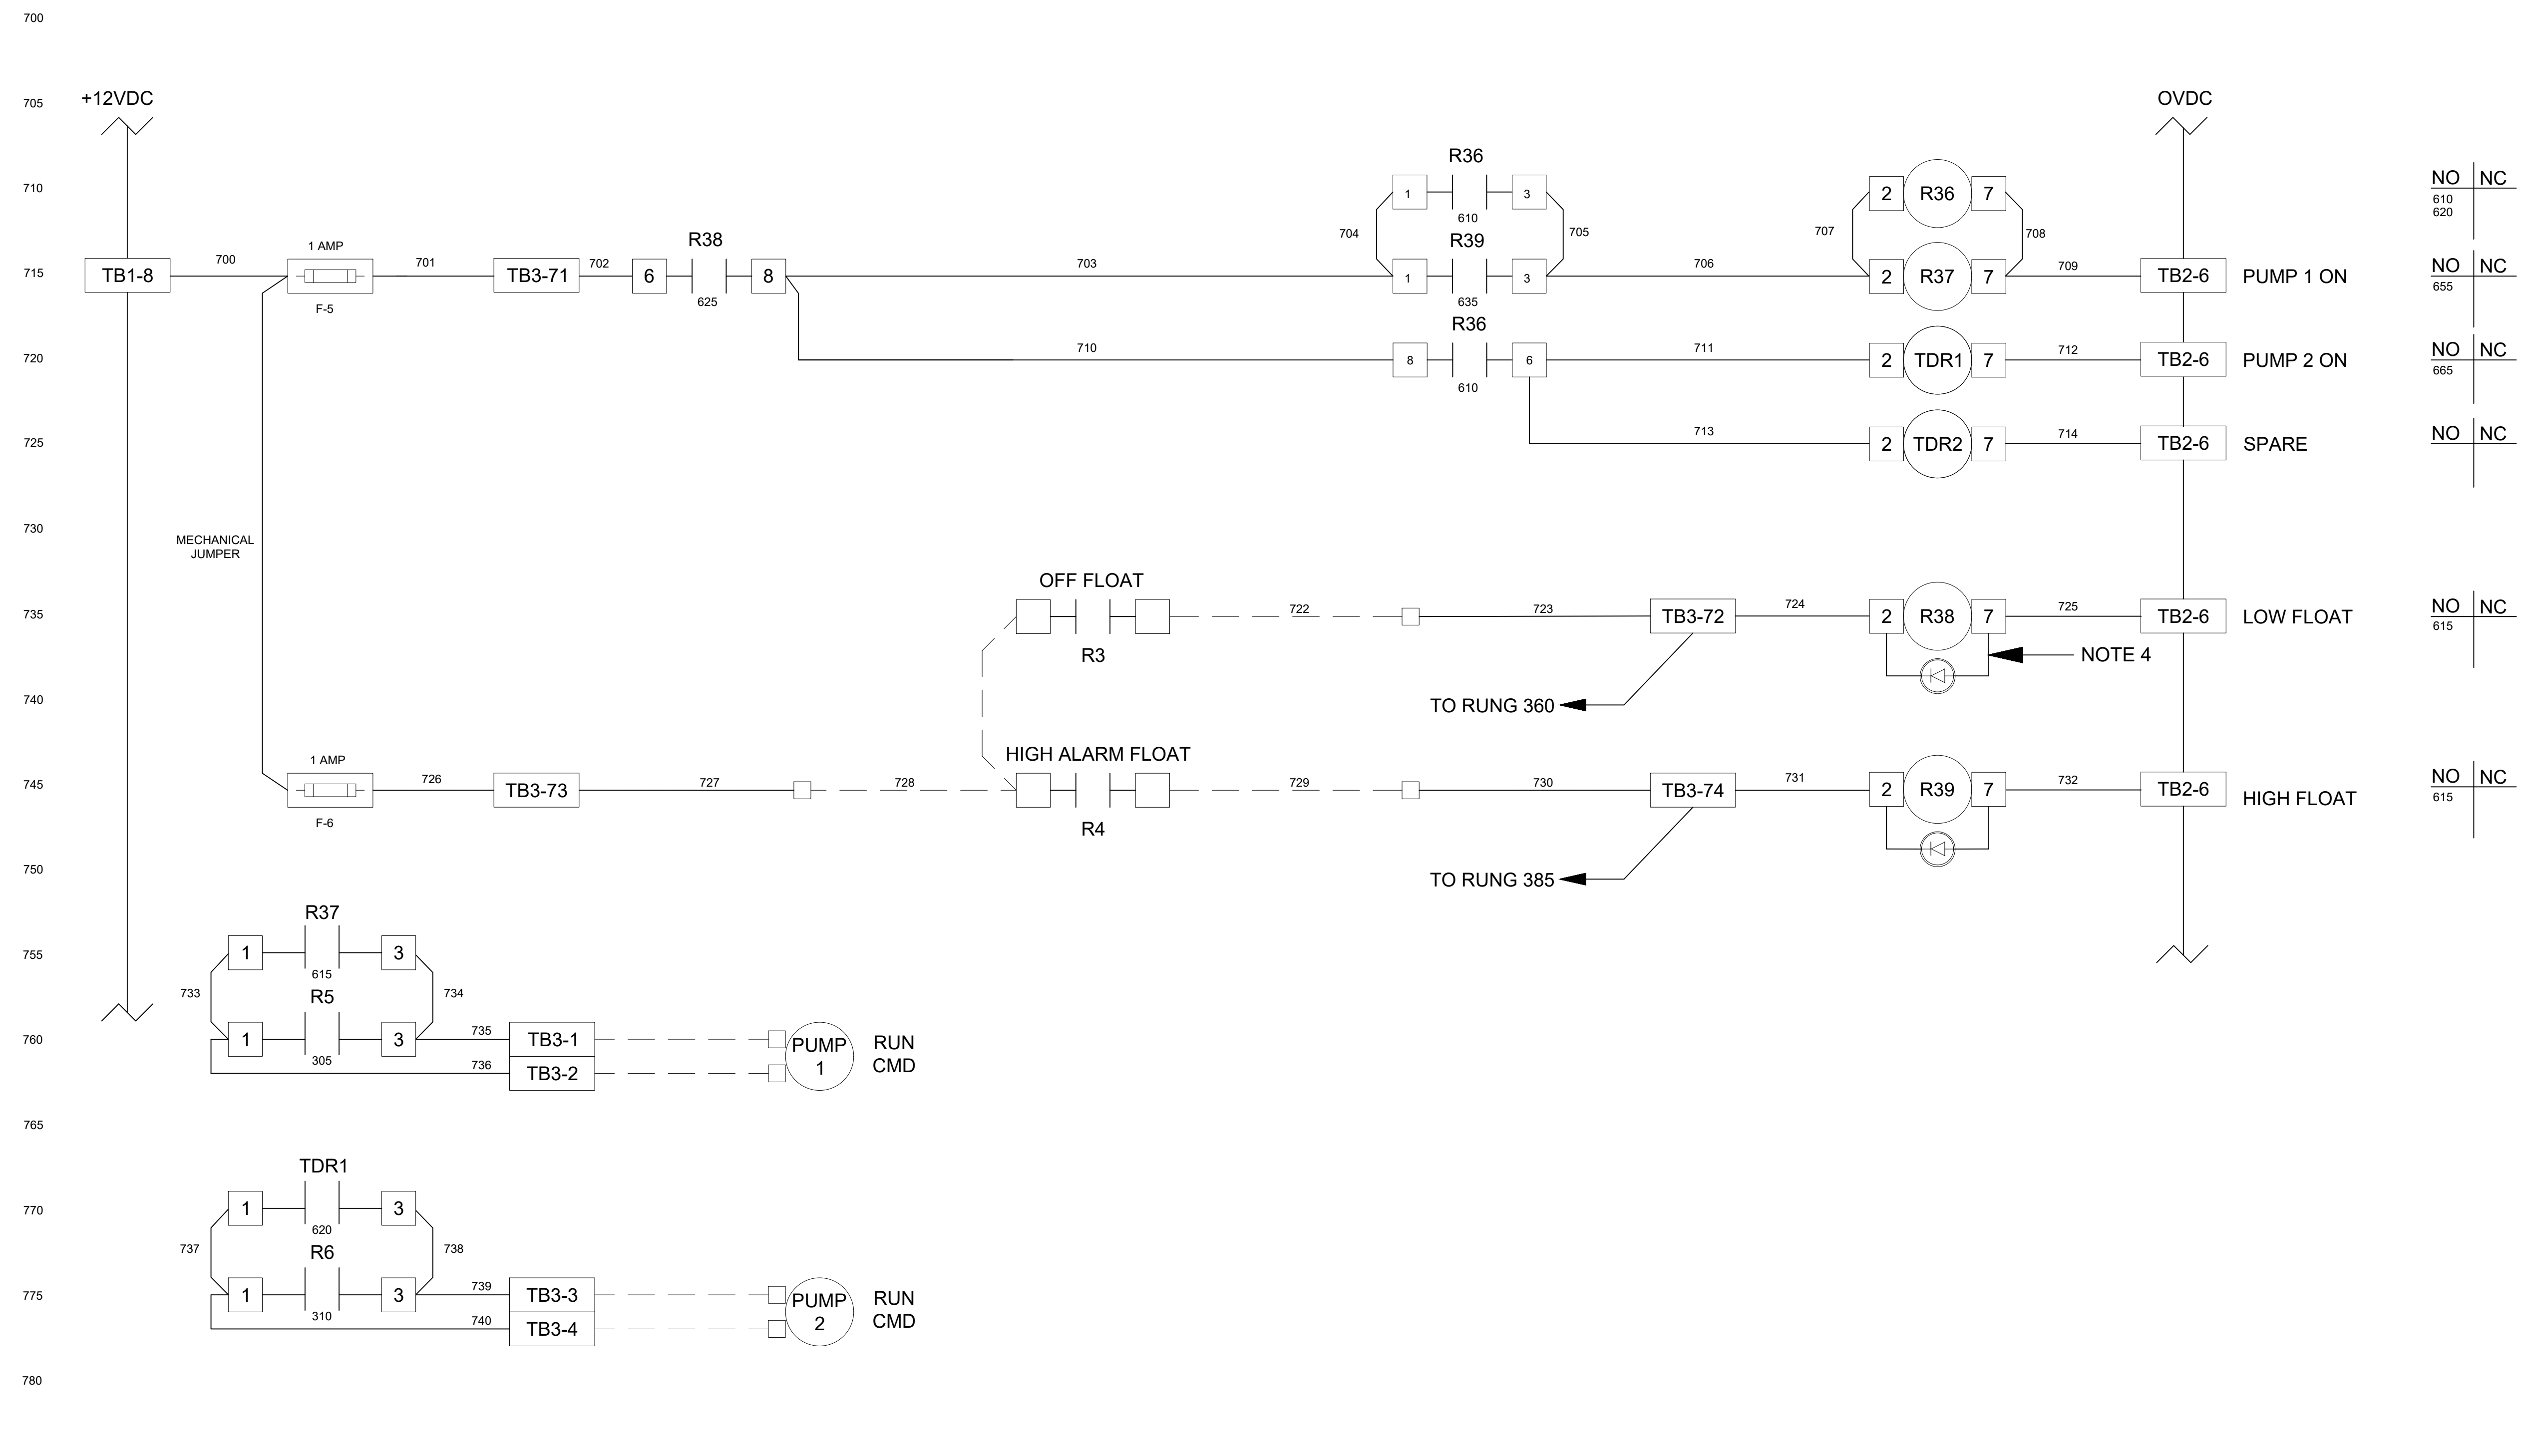 700
705
+12VDC
OVDC
R36
710
1
3
2
R36
7
NO NC
610
620
610
704
705
707
708
R38
R39
1 AMP
715
TB1-8
700
701
TB3-71
702
6
8
703
1
3
706
2
R37
7
709
TB2-6
PUMP 1 ON
NO NC
655
F-5
625
635
R36
720
710
8
6
711
2
TDR1
7
712
TB2-6
PUMP 2 ON
NO NC
665
610
725
713
2
TDR2
7
714
TB2-6
SPARE
NO NC
730
MECHANICAL
JUMPER
OFF FLOAT
735
722
723
TB3-72
724
2
R38
7
725
TB2-6
LOW FLOAT
NO NC
615
R3
NOTE 4
740
TO RUNG 360
HIGH ALARM FLOAT
1 AMP
745
726
TB3-73
727
728
729
730
TB3-74
731
2
R39
7
732
TB2-6
HIGH FLOAT
NO NC
615
F-6
R4
750
TO RUNG 385
R37
755
1
3
615
733
734
R5
760
1
3
735
TB3-1
305
736
TB3-2
PUMP
1
RUN
CMD
765
TDR1
770
1
3
620
737
738
R6
775
1
3
739
TB3-3
310
740
TB3-4
PUMP
2
RUN
CMD
780